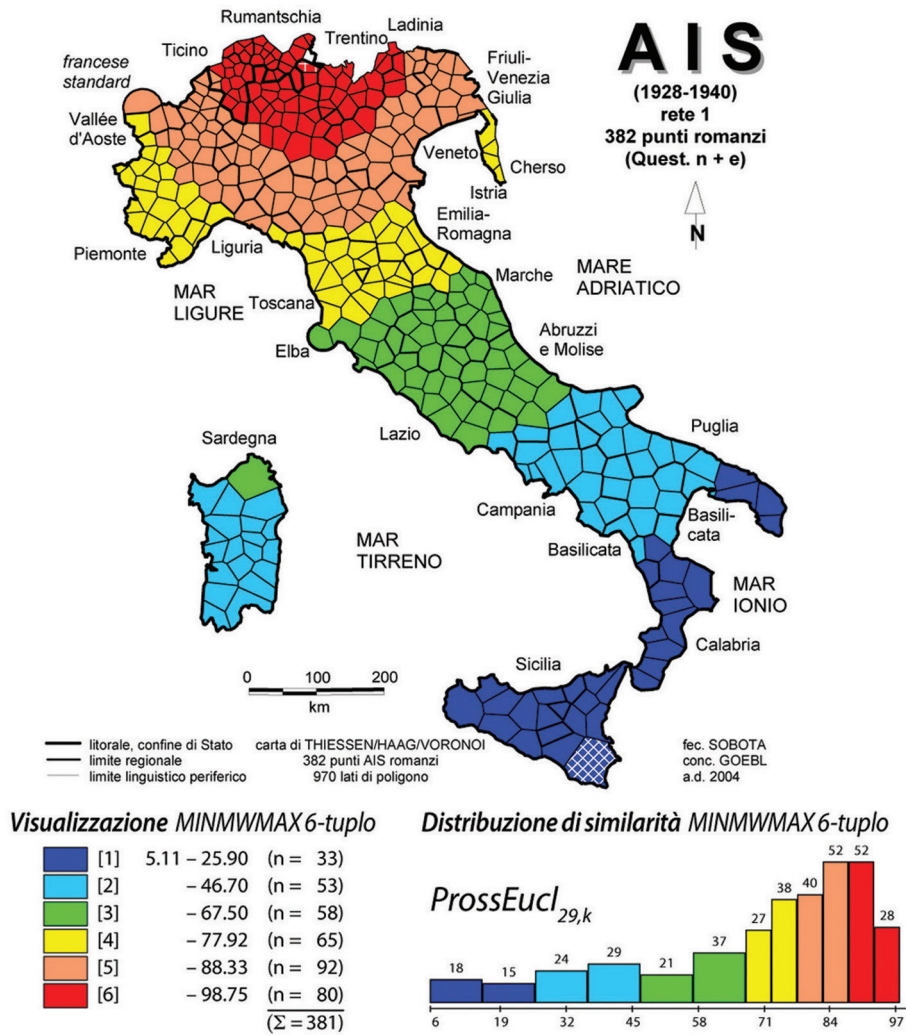 Rumantschia
Ladinia
Ticino
Trentino
francese
standard
Friuli-
Venezia
Giulia
Vallée
d'Aoste
Veneto
Cherso
Istria
Emilia-
Romagna
Piemonte
Liguria
Marche
MAR
LIGURE
Toscana
MARE
ADRIATICO
Elba
Abruzzi
e Molise
Lazio
Puglia
Sardegna
Campania
Basili-
cata
Basilicata
MAR
TIRRENO
MAR
IONIO
Calabria
Sicilia
AIS
(1928-1940)
rete 1
382 punti romanzi
(Quest. n + e)
N
0 100 200
km
litorale, confine di Stato
limite regionale
limite linguistico periferico
carta di THIESSEN/HAAG/VORONOI
382 punti AIS romanzi
970 lati di poligono
fec. SOBOTA
conc. GOEBL
a.d. 2004
Visualizzazione MINMWMAX 6-tuplo
[1] 5.11 – 25.90 (n = 33)
[2] – 46.70 (n = 53)
[3] – 67.50 (n = 58)
[4] – 77.92 (n = 65)
[5] – 88.33 (n = 92)
[6] – 98.75 (n = 80)
(Σ = 381)
Distribuzione di similarità MINMWMAX 6-tuplo
ProssEucl29,k
18 15 24 29 21 37 27 38 40 52 52 28
6 19 32 45 58 71 84 97